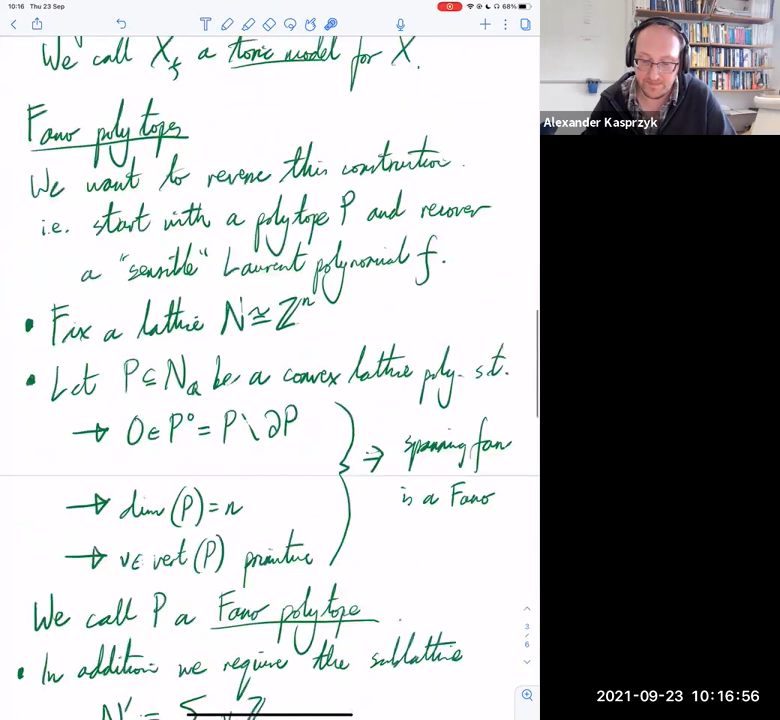 10:16 Thu 23 Sep
68%
We call X_f a toric model for X.
Fano polytopes
We want to reverse this construction.
i.e. start with a polytope P and recover
a "sensible" Laurent polynomial f.
• Fix a lattice N≅ℤⁿ
• Let P⊆N_Q be a convex lattice poly. st.
→ 0∈P°=P\∂P
⇒ spanning fan
is a Fano
→ dim(P)=n
→ v∈vert(P) primitive
We call P a Fano polytope.
• In addition we require the sublattice
N' = Σ v·ℤ
3
/
6
Alexander Kasprzyk
2021-09-23 10:16:56